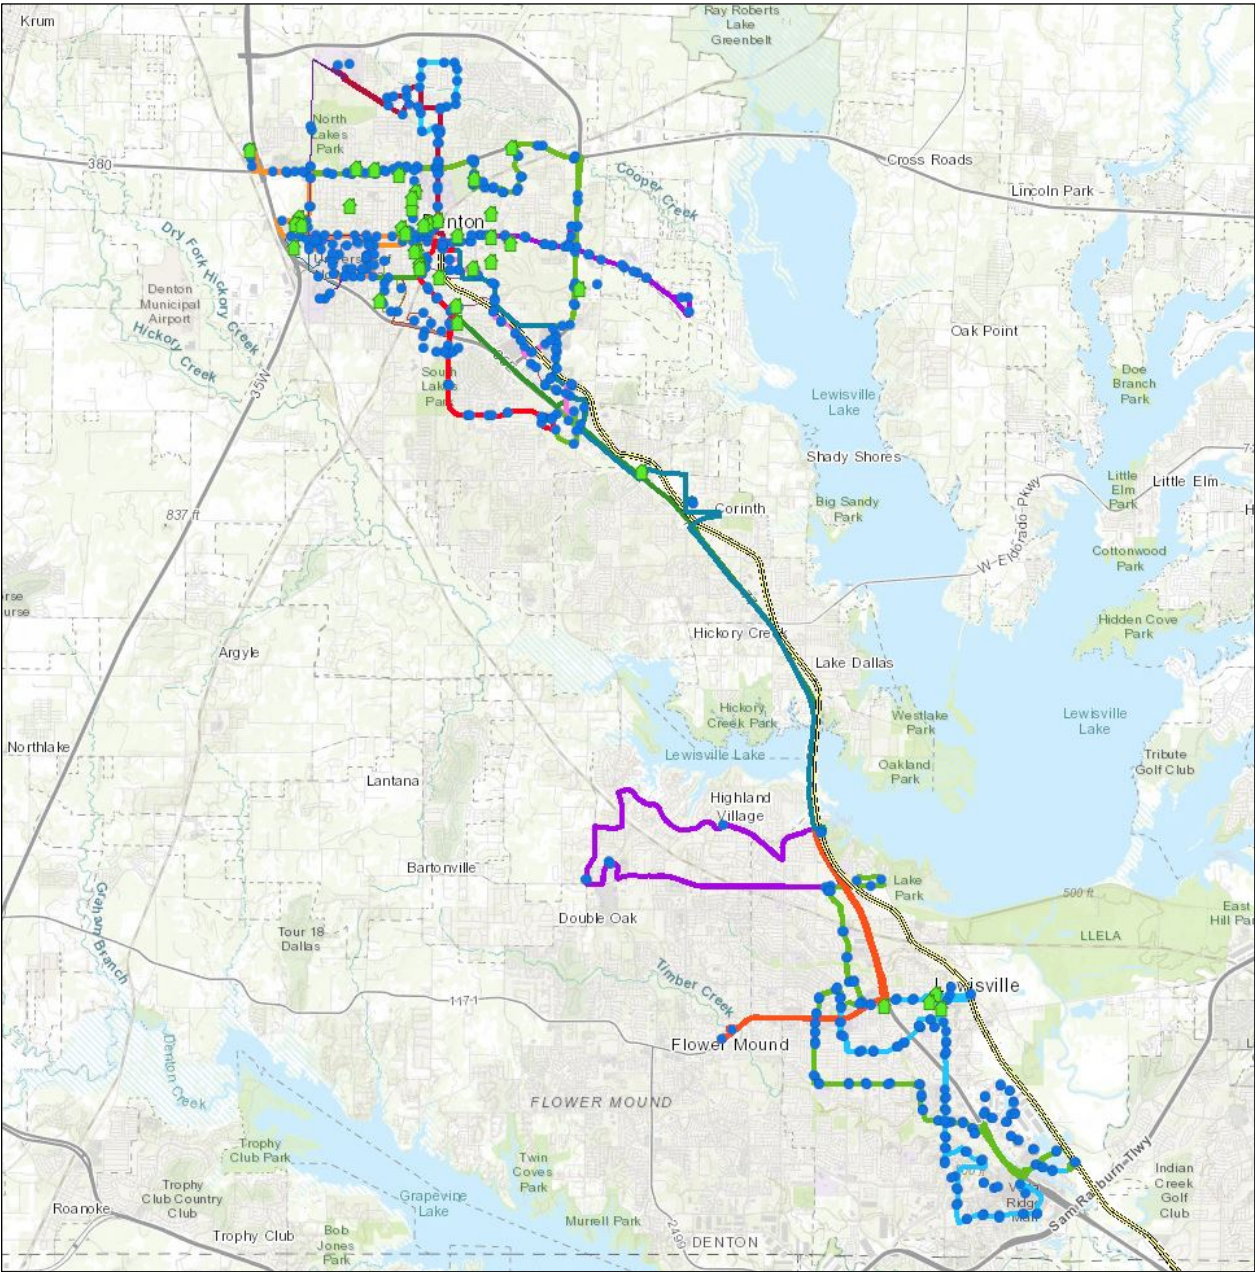 Krum
Ray Roberts
Lake
Greenbelt
North
Lakes
Park
380
Cross Roads
Lincoln Park
Cooper Creek
Dry Fork Hickory Creek
Denton
Municipal
Airport
Hickory Creek
35W
South
Lakes
Park
Oak Point
Doe
Branch
Park
Lewisville
Lake
Shady Shores
Little
Elm
Park
Little Elm
Big Sandy
Park
Corinth
837 ft
W Eldorado Pkwy
Cottonwood
Park
Hidden Cove
Park
Hickory Creek
Argyle
Lake Dallas
Hickory
Creek Park
Westlake
Park
Lewisville
Lake
Northlake
Lewisville Lake
Oakland
Park
Tribute
Golf Club
Lantana
Highland
Village
Bartonville
Lake
Park
500 ft
Graham Branch
Double Oak
East
Tour 18
Dallas
LLELA
Timber Creek
Lewisville
1171
Flower Mound
Denton Creek
FLOWER MOUND
Trophy
Club Park
Twin
Coves
Park
Sam Rayburn Tlwy
Indian
Creek
Golf
Club
Trophy
Club Country
Club
Grapevine
Lake
Roanoke
Murrell Park
Trophy Club
Bob
Jones
Park
2499
DENTON